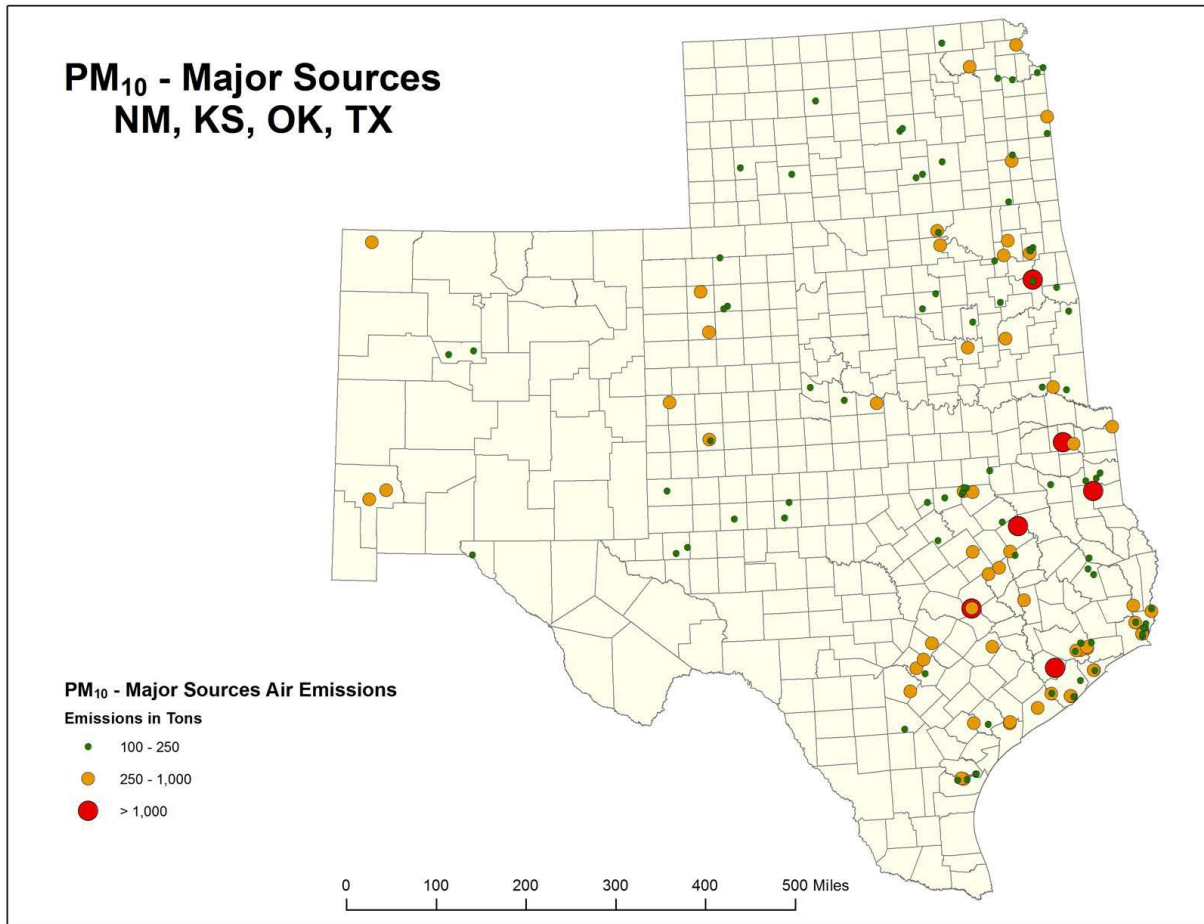 PM₁₀ - Major Sources
NM, KS, OK, TX
PM₁₀ - Major Sources Air Emissions
Emissions in Tons
100 - 250
250 - 1,000
> 1,000
0 100 200 300 400 500 Miles